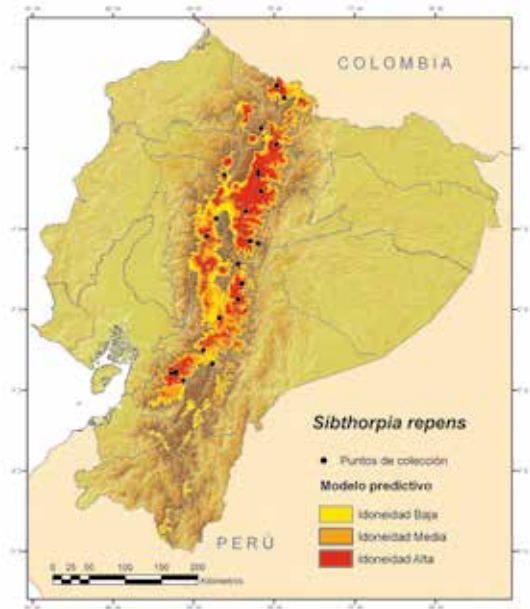 COLOMBIA
Sibthorpia repens
Puntos de colección
Modelo predictivo
Idoneidad Baja
Idoneidad Media
Idoneidad Alta
PERÚ
0 25 50 100 150 200
Kilometros